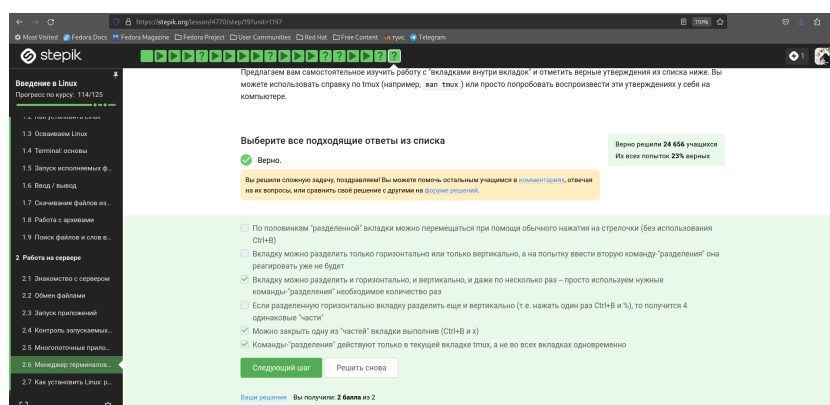 https://stepik.org/lesson/4770/step/19?unit=1197
110%
Most Visited Fedora Docs Fedora Magazine Fedora Project User Communities Red Hat Free Content туис Telegram
stepik
1
Введение в Linux
Прогресс по курсу: 114/125
1.2 Как установить Linux
1.3 Осваиваем Linux
1.4 Terminal: основы
1.5 Запуск исполняемых ф...
1.6 Ввод / вывод
1.7 Скачивание файлов из...
1.8 Работа с архивами
1.9 Поиск файлов и слов в...
2 Работа на сервере
2.1 Знакомство с сервером
2.2 Обмен файлами
2.3 Запуск приложений
2.4 Контроль запускаемых...
2.5 Многопоточные прило...
2.6 Менеджер терминалов...
2.7 Как установить Linux: р...
Предлагаем вам самостоятельное изучить работу с "вкладками внутри вкладок" и отметить верные утверждения из списка ниже. Вы
можете использовать справку по tmux (например, man tmux ) или просто попробовать воспроизвести эти утверждениях у себя на
компьютере.
Выберите все подходящие ответы из списка
Верно решили 24 656 учащихся
Из всех попыток 23% верных
Верно.
Вы решили сложную задачу, поздравляем! Вы можете помочь остальным учащимся в комментариях, отвечая
на их вопросы, или сравнить своё решение с другими на форуме решений.
По половинкам "разделенной" вкладки можно перемещаться при помощи обычного нажатия на стрелочки (без использования
Ctrl+B)
Вкладку можно разделить только горизонтально или только вертикально, а на попытку ввести вторую команду-"разделения" она
реагировать уже не будет
Вкладку можно разделить и горизонтально, и вертикально, и даже по несколько раз – просто используем нужные
команды-"разделения" необходимое количество раз
Если разделенную горизонтально вкладку разделить еще и вертикально (т.е. нажать один раз Ctrl+B и %), то получится 4
одинаковые "части"
Можно закрыть одну из "частей" вкладки выполнив (Ctrl+B и x)
Команды-"разделения" действуют только в текущей вкладке tmux, а не во всех вкладках одновременно
Следующий шаг
Решить снова
Ваши решения Вы получили: 2 балла из 2